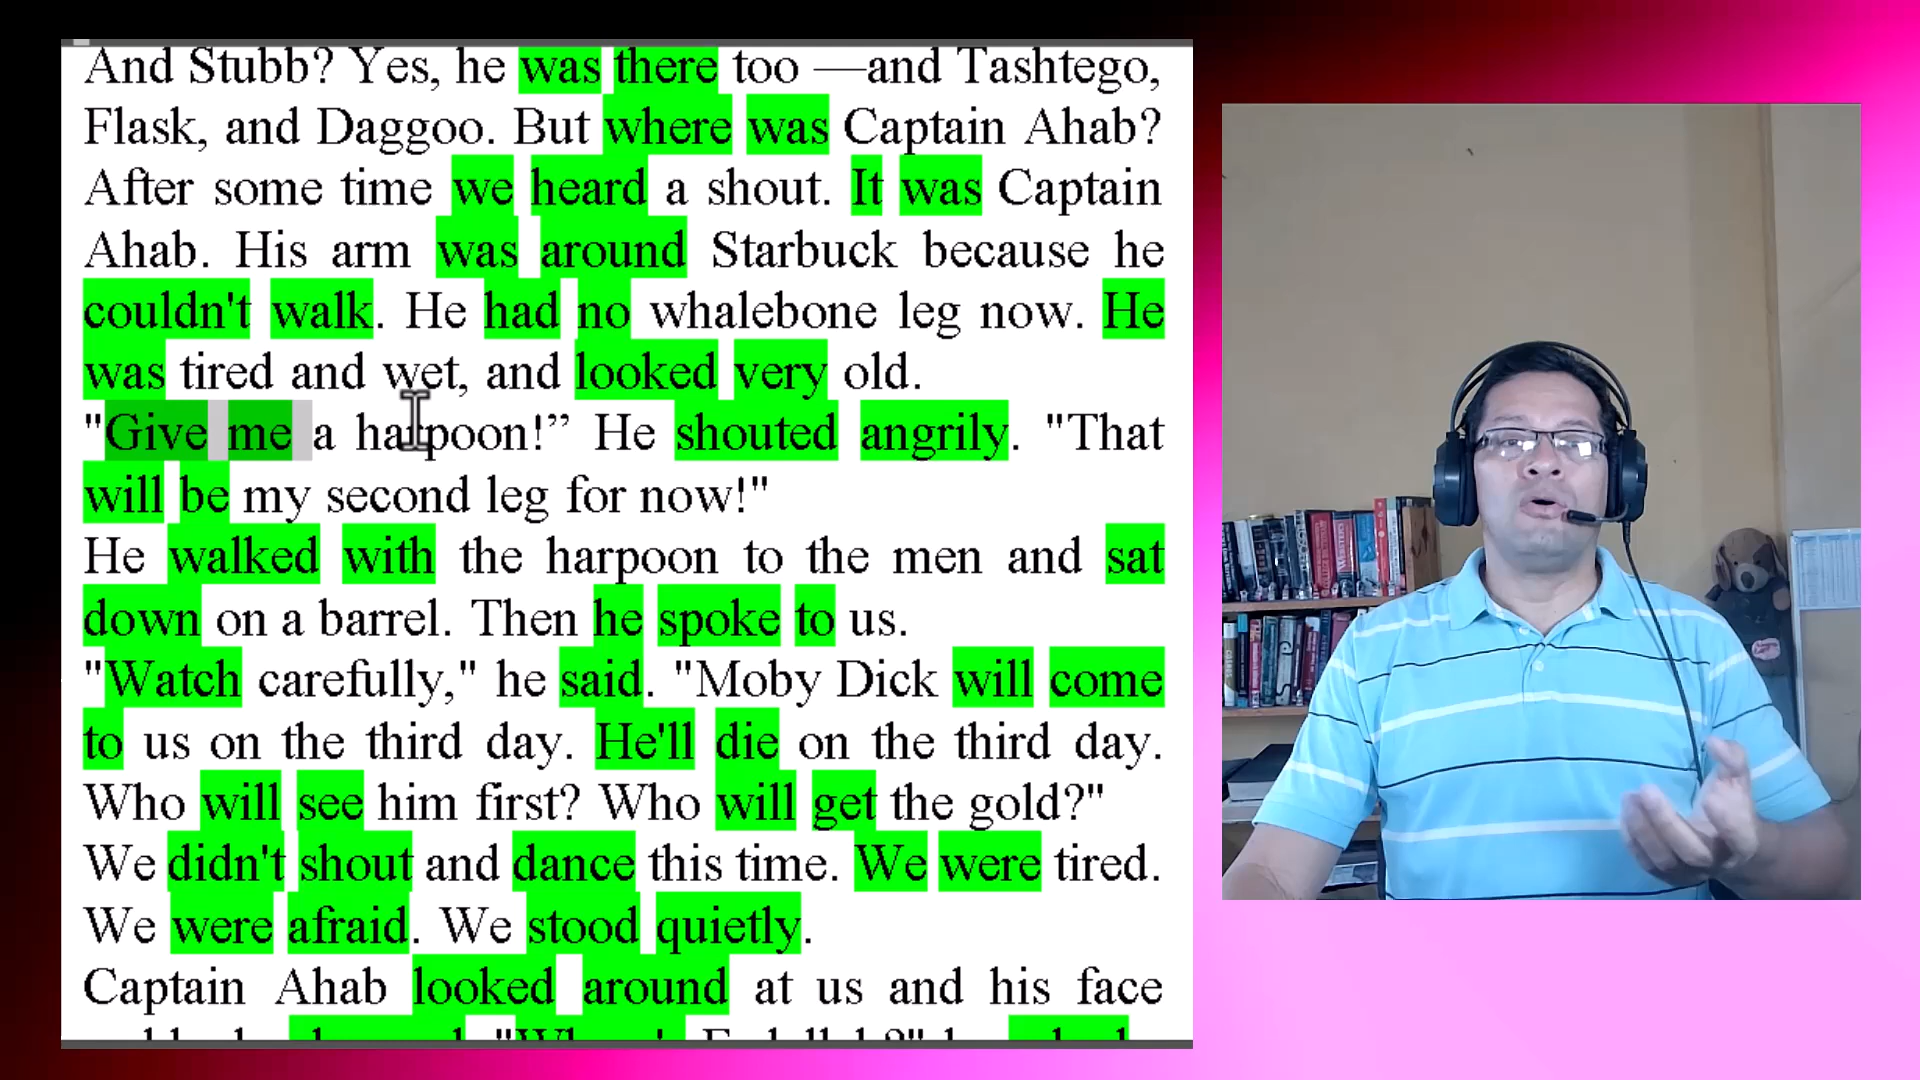 And Stubb? Yes, he was there too —and Tashtego,
Flask, and Daggoo. But where was Captain Ahab?
After some time we heard a shout. It was Captain
Ahab. His arm was around Starbuck because he
couldn't walk. He had no whalebone leg now. He
was tired and wet, and looked very old.
"Give me a harpoon!” He shouted angrily. "That
will be my second leg for now!"
He walked with the harpoon to the men and sat
down on a barrel. Then he spoke to us.
"Watch carefully," he said. "Moby Dick will come
to us on the third day. He'll die on the third day.
Who will see him first? Who will get the gold?"
We didn't shout and dance this time. We were tired.
We were afraid. We stood quietly.
Captain Ahab looked around at us and his face